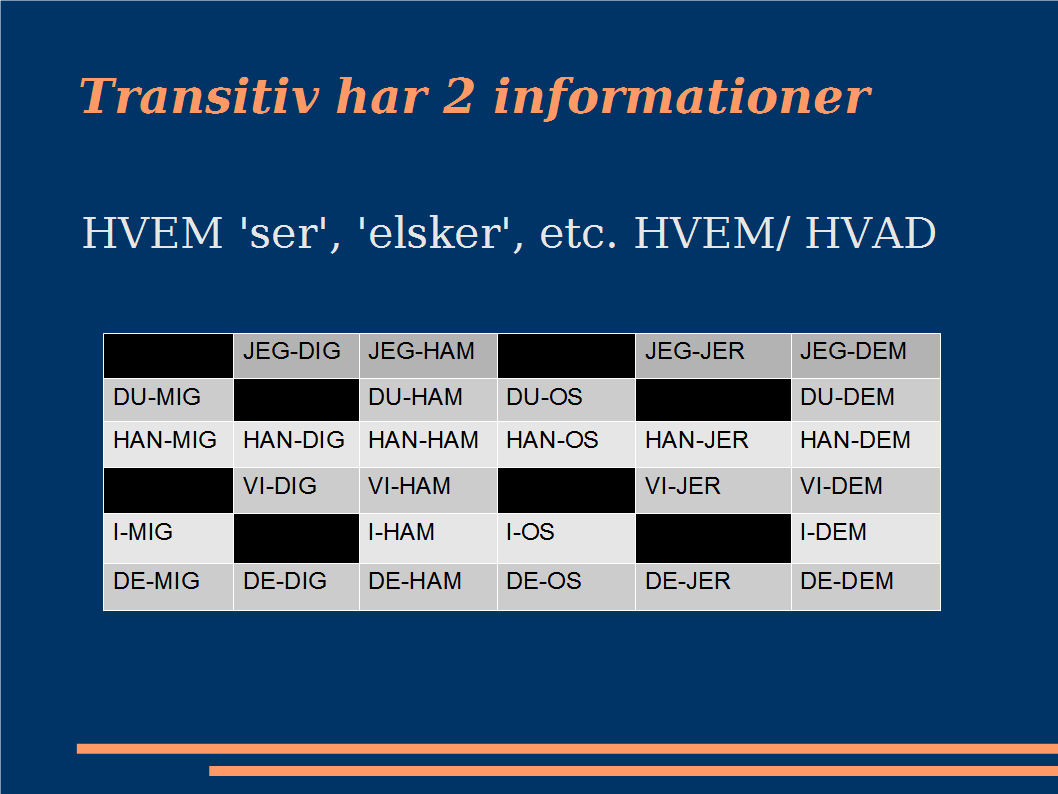 Transitiv har 2 informationer
HVEM 'ser', 'elsker', etc. HVEM/ HVAD
JEG-DIG JEG-HAM JEG-JER JEG-DEM
DU-MIG DU-HAM DU-OS DU-DEM
HAN-MIG HAN-DIG HAN-HAM HAN-OS HAN-JER HAN-DEM
VI-DIG VI-HAM VI-JER VI-DEM
I-MIG I-HAM I-OS I-DEM
DE-MIG DE-DIG DE-HAM DE-OS DE-JER DE-DEM